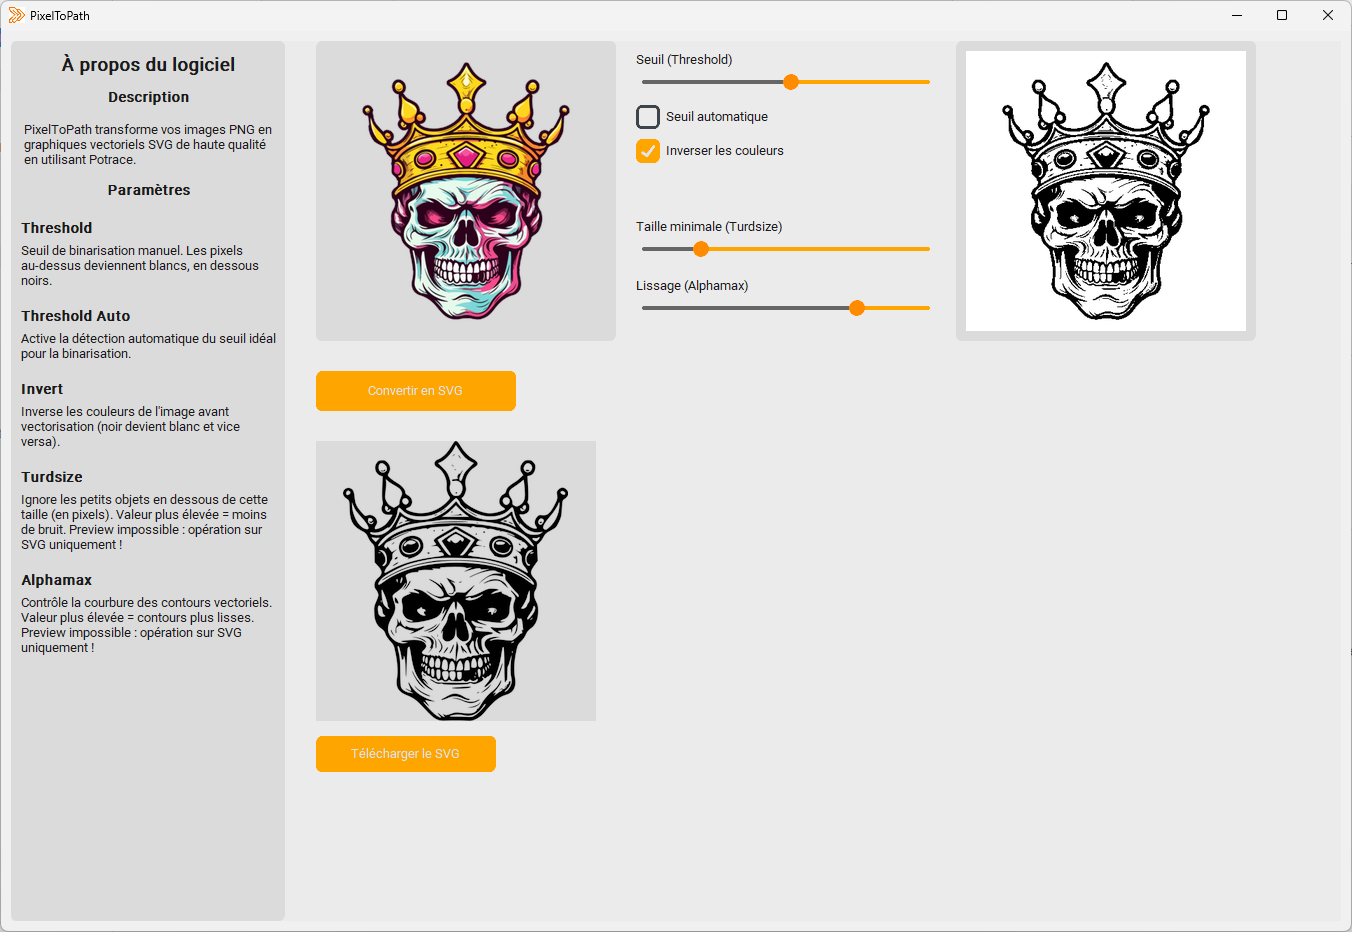 PixelToPath
À propos du logiciel
Description
PixelToPath transforme vos images PNG en
graphiques vectoriels SVG de haute qualité
en utilisant Potrace.
Paramètres
Threshold
Seuil de binarisation manuel. Les pixels
au-dessus deviennent blancs, en dessous
noirs.
Threshold Auto
Active la détection automatique du seuil idéal
pour la binarisation.
Invert
Inverse les couleurs de l'image avant
vectorisation (noir devient blanc et vice
versa).
Turdsize
Ignore les petits objets en dessous de cette
taille (en pixels). Valeur plus élevée = moins
de bruit. Preview impossible : opération sur
SVG uniquement !
Alphamax
Contrôle la courbure des contours vectoriels.
Valeur plus élevée = contours plus lisses.
Preview impossible : opération sur SVG
uniquement !
Seuil (Threshold)
Seuil automatique
Inverser les couleurs
Taille minimale (Turdsize)
Lissage (Alphamax)
Convertir en SVG
Télécharger le SVG